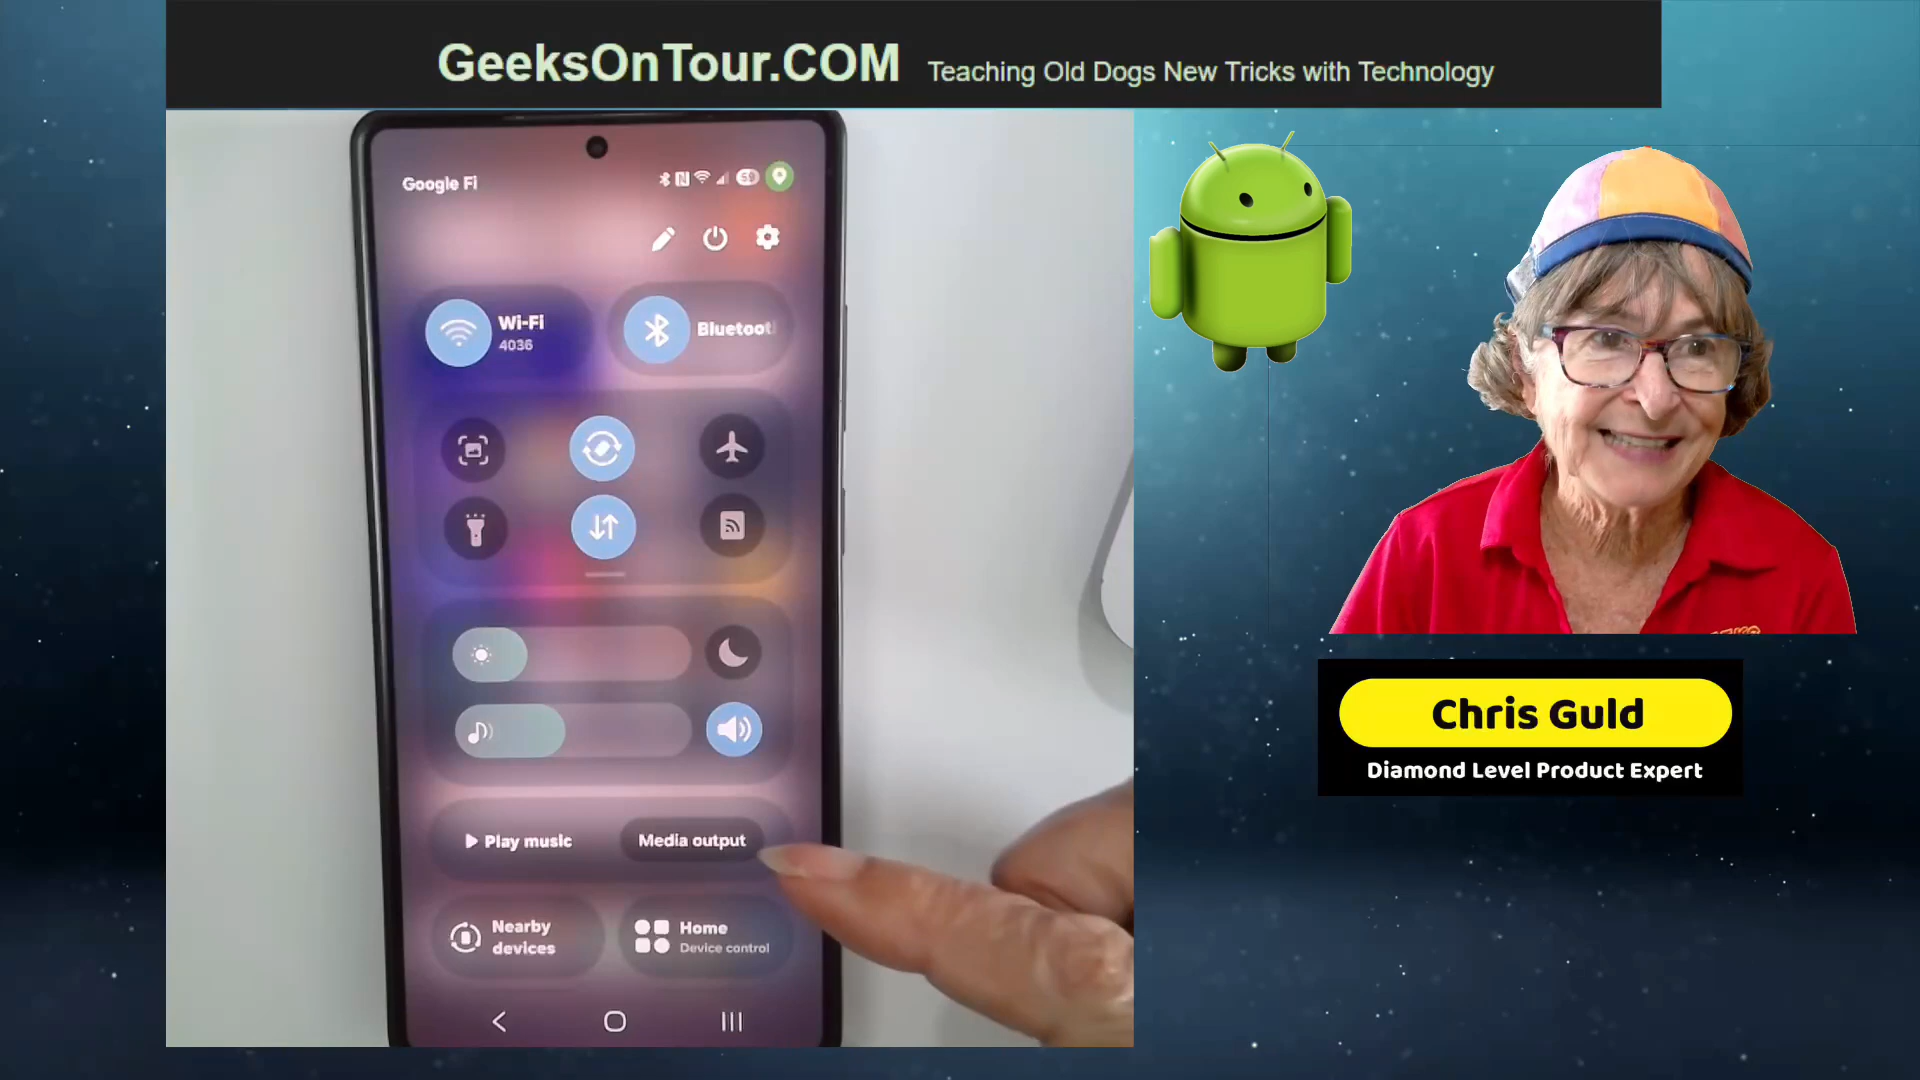 GeeksOnTour.COM Teaching Old Dogs New Tricks with Technology
Google Fi
59
Wi-Fi
4036
Bluetoot
Play music
Media output
Nearby
devices
Home
Device control
Chris Guld
Diamond Level Product Expert